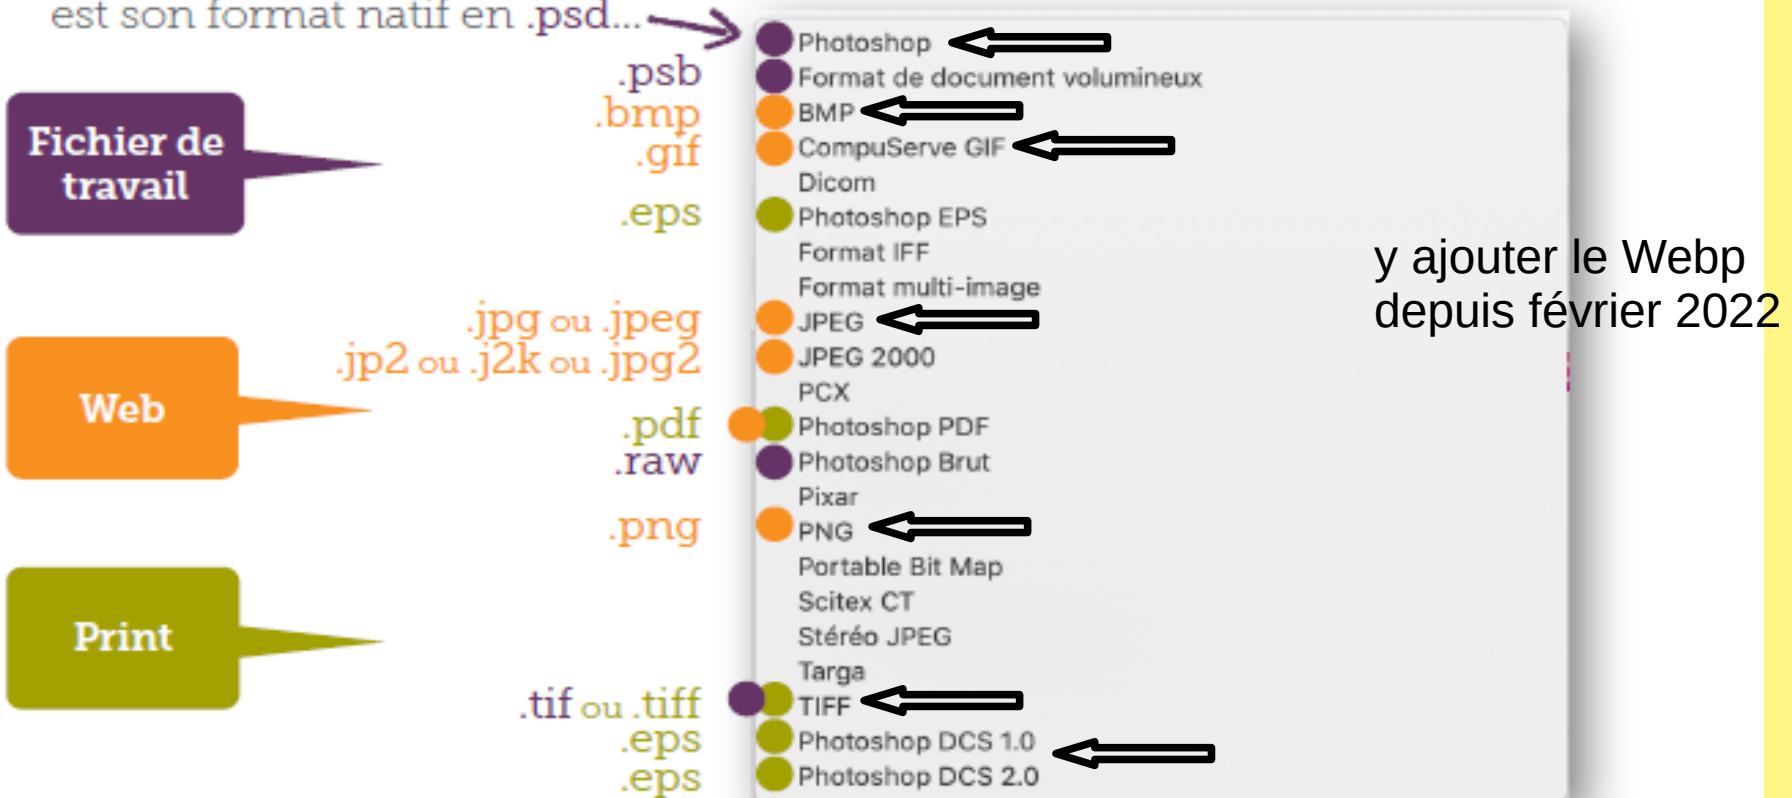 est son format natif en .psd...
Photoshop
.psb
Format de document volumineux
.bmp
BMP
.gif
CompuServe GIF
Fichier de
travail
Dicom
.eps
Photoshop EPS
Format IFF
Format multi-image
y ajouter le Webp
depuis février 2022
.jpg ou .jpeg
JPEG
.jp2 ou .j2k ou .jpg2
JPEG 2000
Web
PCX
.pdf
Photoshop PDF
.raw
Photoshop Brut
Pixar
.png
PNG
Portable Bit Map
Scitex CT
Print
Stéréo JPEG
Targa
.tif ou .tiff
TIFF
.eps
Photoshop DCS 1.0
.eps
Photoshop DCS 2.0